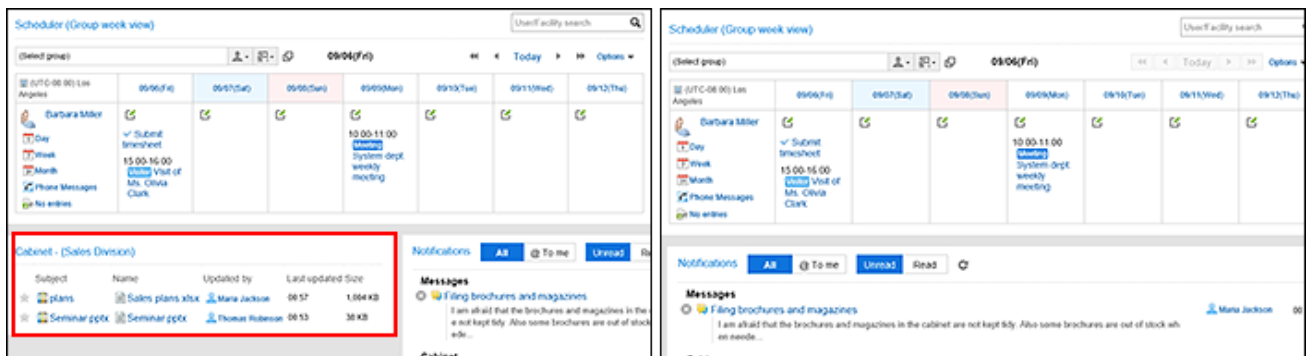 Scheduler (Group week view)
User/Facility search
(Select group)
09/06(Fri)
Today
Options
(UTC-08:00) Los Angeles
09/06(Fri)
09/07(Sat)
09/08(Sun)
09/09(Mon)
09/10(Tue)
09/11(Wed)
09/12(Thu)
Barbara Miller
Day
Week
Month
Phone Messages
No entries
Submit
timesheet
15:00-16:00
Visitor Visit of
Ms. Olivia
Clark
10:00-11:00
Meeting
System dept
weekly
meeting
Cabinet - (Sales Division)
Subject Name Updated by Last updated Size
plans Sales plans.xlsx Maria Jackson 08:57 1,004 KB
Seminar.pptx Seminar.pptx Thomas Robinson 08:53 38 KB
Notifications All @ To me Unread
Messages
Filing brochures and magazines
I am afraid that the brochures and magazines in the
e not kept tidy. Also some brochures are out of stock
ede...
Scheduler (Group week view)
User/Facility search
(Select group)
09/06(Fri)
Today
Options
(UTC-08:00) Los
Angeles
09/06(Fri)
09/07(Sat)
09/08(Sun)
09/09(Mon)
09/10(Tue)
09/11(Wed)
09/12(Thu)
Barbara Miller
Day
Week
Month
Phone Messages
No entries
Submit
timesheet
15:00-16:00
Visitor Visit of
Ms. Olivia
Clark
10:00-11:00
Meeting
System dept
weekly
meeting
Notifications All @ To me Unread Read
Messages
Filing brochures and magazines Maria Jackson
I am afraid that the brochures and magazines in the cabinet are not kept tidy. Also some brochures are out of stock wh
en neede...